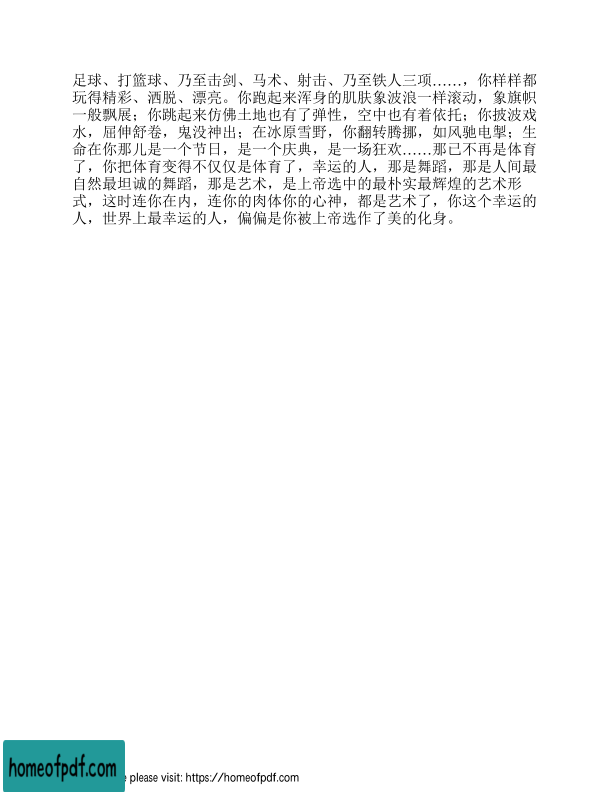 足球、打篮球、乃至击剑、马术、射击、乃至铁人三项……，你样样都
玩得精彩、洒脱、漂亮。你跑起来浑身的肌肤象波浪一样滚动，象旗帜
一般飘展；你跳起来仿佛土地也有了弹性，空中也有着依托；你披波戏
水，屈伸舒卷，鬼没神出；在冰原雪野，你翻转腾挪，如风驰电掣；生
命在你那儿是一个节日，是一个庆典，是一场狂欢……那已不再是体育
了，你把体育变得不仅仅是体育了，幸运的人，那是舞蹈，那是人间最
自然最坦诚的舞蹈，那是艺术，是上帝选中的最朴实最辉煌的艺术形
式，这时连你在内，连你的肉体你的心神，都是艺术了，你这个幸运的
人，世界上最幸运的人，偏偏是你被上帝选作了美的化身。
homeofpdf.com
please visit: https://homeofpdf.com